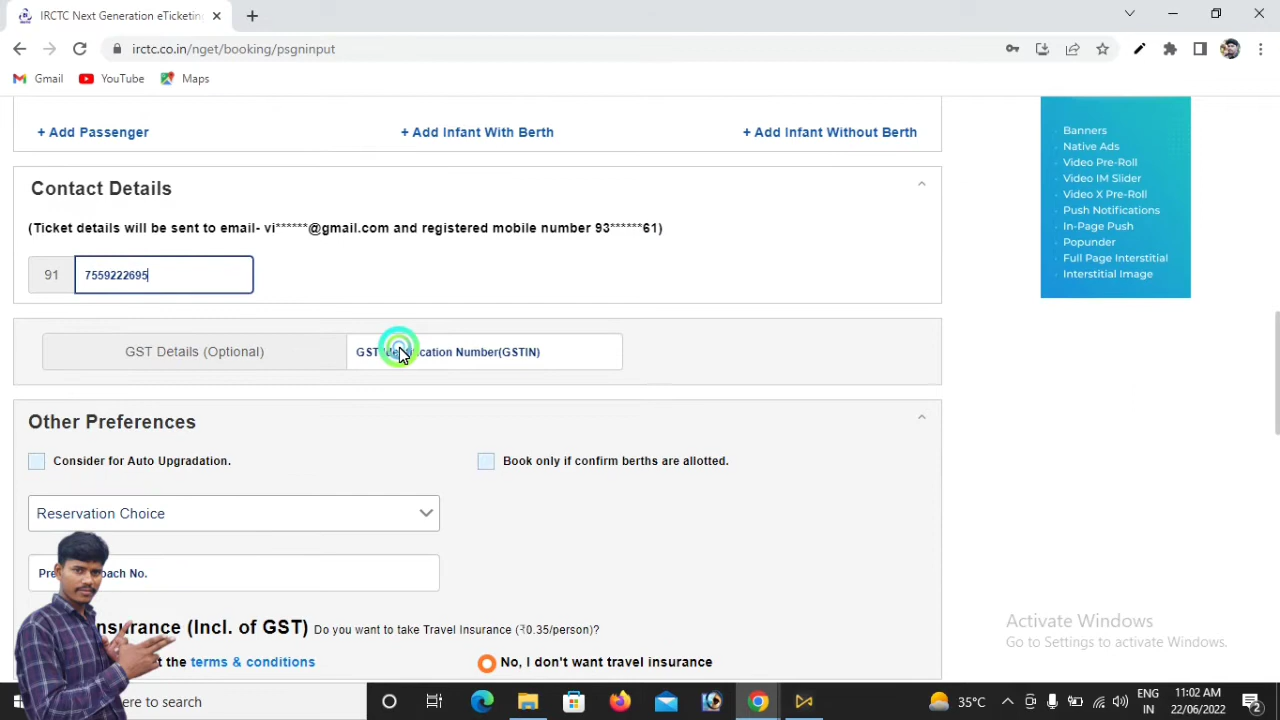 IRCTC Next Generation eTicketing
irctc.co.in/nget/booking/psgninput
Gmail YouTube Maps
+ Add Passenger + Add Infant With Berth + Add Infant Without Berth
Contact Details
(Ticket details will be sent to email- vi******@gmail.com and registered mobile number 93******61)
91 7559222695
GST Details (Optional) GST Number(GSTIN)
Other Preferences
Consider for Auto Upgradation. Book only if confirm berths are allotted.
Reservation Choice
No.
(Incl. of GST) Do you want to take Travel Insurance (₹0.35/person)?
the terms & conditions No, I don't want travel insurance
Banners
Native Ads
Video Pre-Roll
Video IM Slider
Video X Pre-Roll
Push Notifications
In-Page Push
Popunder
Full Page Interstitial
Interstitial Image
Activate Windows
Go to Settings to activate Windows.
here to search
35°C
ENG
IN
11:02 AM
22/06/2022
2